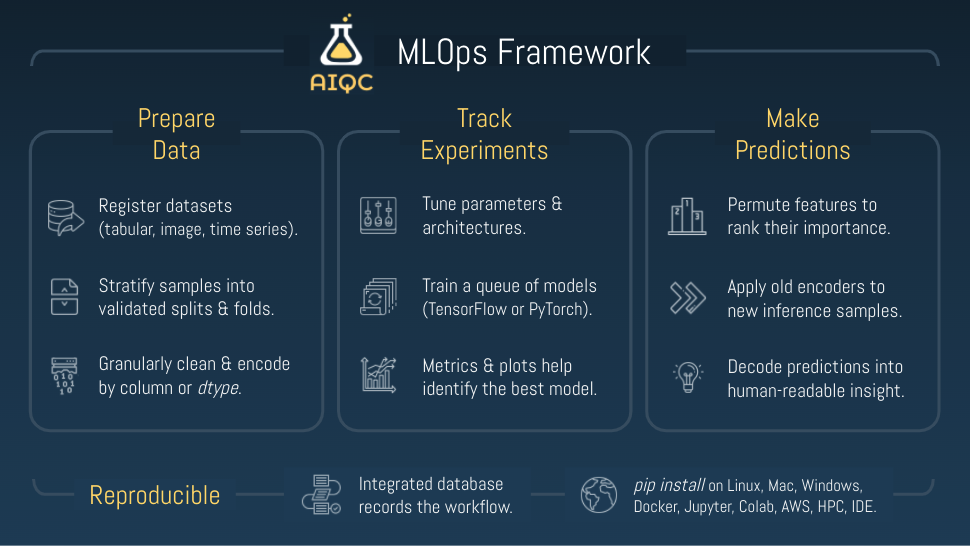 AIQC
MLOps Framework
Prepare
Data
Register datasets
(tabular, image, time series).
Stratify samples into
validated splits & folds.
Granularly clean & encode
by column or dtype.
Track
Experiments
Tune parameters &
architectures.
Train a queue of models
(TensorFlow or PyTorch).
Metrics & plots help
identify the best model.
Make
Predictions
2 1 3
Permute features to
rank their importance.
Apply old encoders to
new inference samples.
Decode predictions into
human-readable insight.
Reproducible
Integrated database
records the workflow.
pip install on Linux, Mac, Windows,
Docker, Jupyter, Colab, AWS, HPC, IDE.